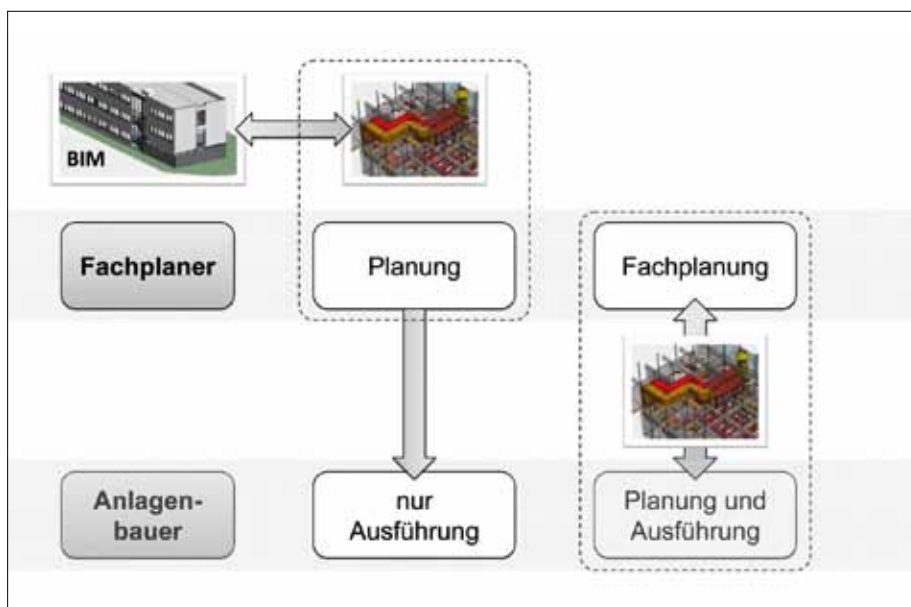 BIM
Fachplaner
Planung
Fachplanung
Anlagen-
bauer
nur
Ausführung
Planung und
Ausführung